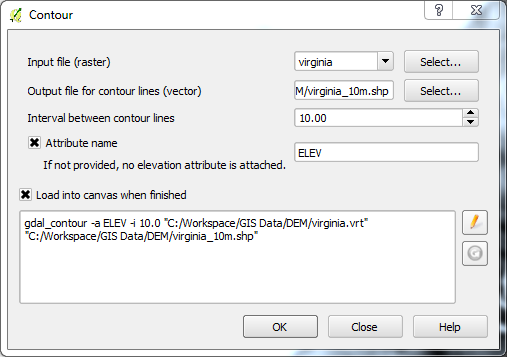 Contour
?
Input file (raster)
virginia
Select...
Output file for contour lines (vector)
M/virginia_10m.shp
Select...
Interval between contour lines
10.00
Attribute name
If not provided, no elevation attribute is attached.
ELEV
Load into canvas when finished
gdal_contour -a ELEV -i 10.0 "C:/Workspace/GIS Data/DEM/virginia.vrt"
"C:/Workspace/GIS Data/DEM/virginia_10m.shp"
OK
Close
Help